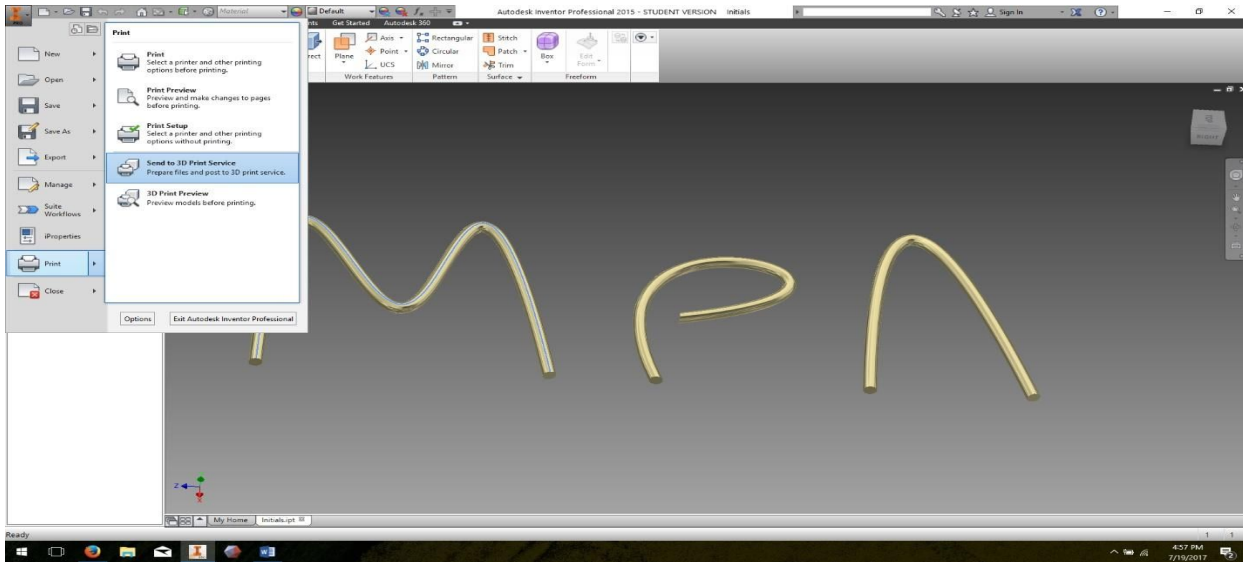 Material
Default
Autodesk Inventor Professional 2015 - STUDENT VERSION Initials
Sign In
Get Started Autodesk 360
Print
New
Open
Save
Save As
Export
Manage
Suite
Workflows
iProperties
Print
Close
Print
Select a printer and other printing
options before printing.
Print Preview
Preview and make changes to pages
before printing.
Print Setup
Select a printer and other printing
options without printing.
Send to 3D Print Service
Prepare files and post to 3D print service.
3D Print Preview
Preview models before printing.
Options Exit Autodesk Inventor Professional
Plane
Axis
Point
UCS
Work Features
Rectangular
Circular
Mirror
Pattern
Stitch
Patch
Trim
Surface
Box
Edit
Form
Freeform
Z
My Home Initials.ipt
Ready
1 1
4:57 PM
7/19/2017